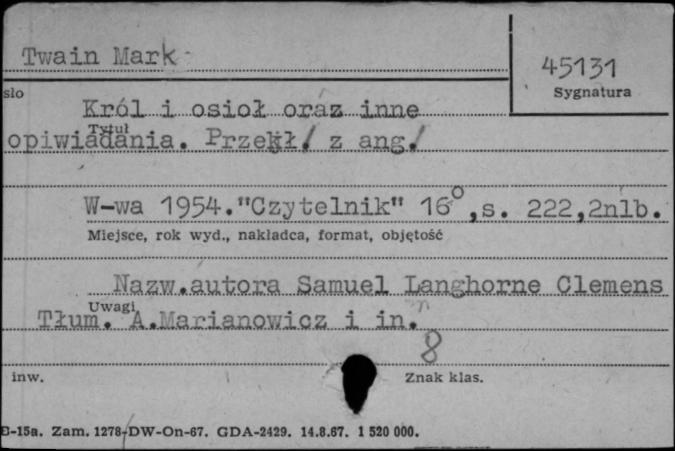 Twain Mark
45131
Sygnatura
sło
Król i osioł oraz inne
Tytuł
opiwiadania. Przekł/ z ang/
W-wa 1954."Czytelnik" 16°,s. 222,2nlb.
Miejsce, rok wyd., nakładca, format, objętość
Nazw.autora Samuel Langhorne Clemens
Uwagi
Tłum. A.Marianowicz i in.
8
inw.
Znak klas.
B-15a. Zam. 1278/DW-On-67. GDA-2429. 14.8.67. 1 520 000.